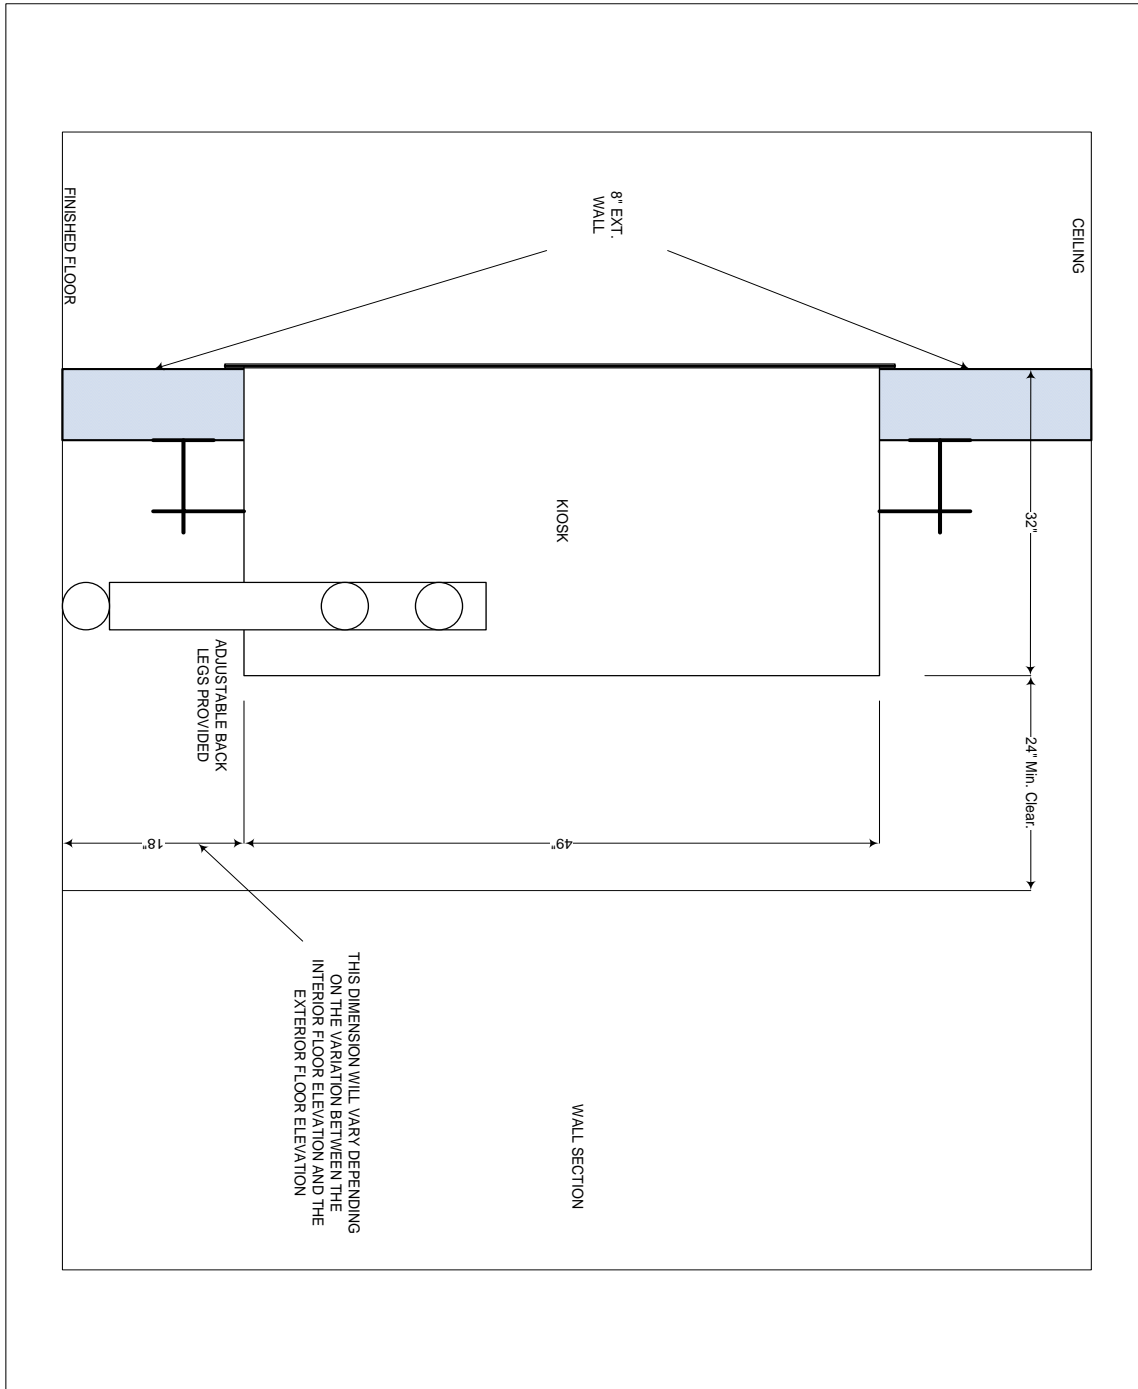 CEILING
8" EXT.
WALL
FINISHED FLOOR
32"
KIOSK
24" Min. Clear.
ADJUSTABLE BACK
LEGS PROVIDED
49"
18"
THIS DIMENSION WILL VARY DEPENDING
ON THE VARIATION BETWEEN THE
INTERIOR FLOOR ELEVATION AND THE
EXTERIOR FLOOR ELEVATION
WALL SECTION